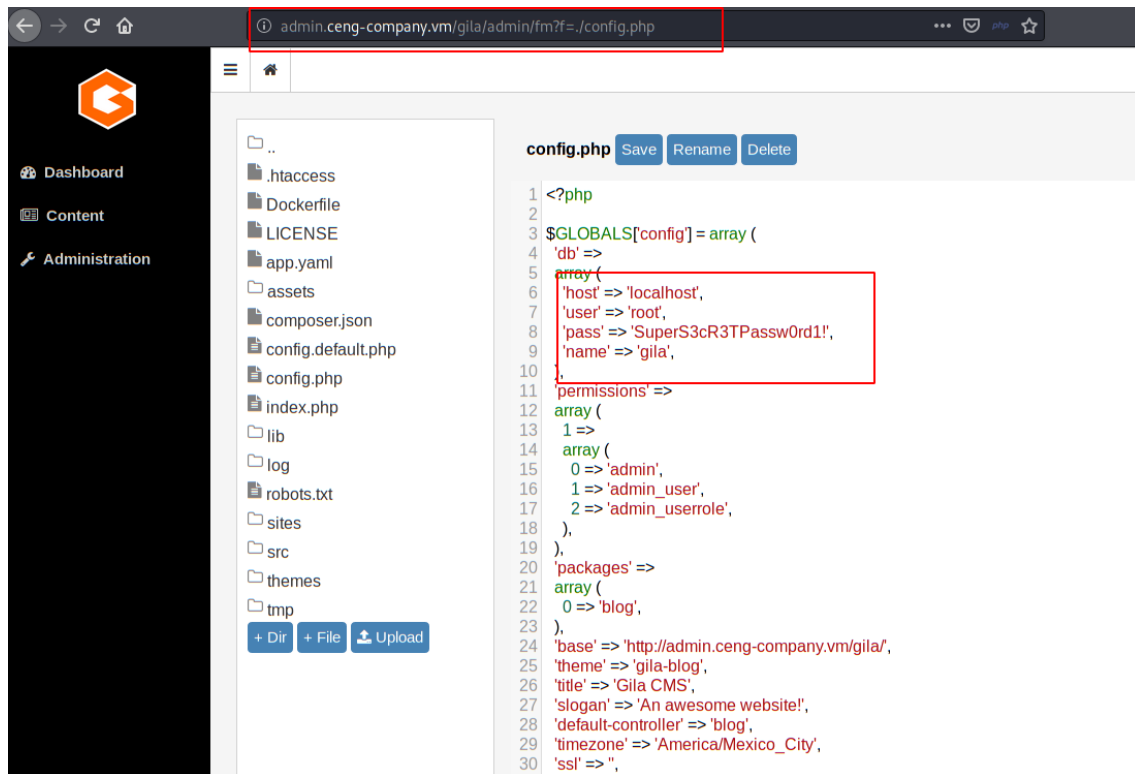 admin.ceng-company.vm/gila/admin/fm?f=./config.php
php
Dashboard
Content
Administration
..
.htaccess
Dockerfile
LICENSE
app.yaml
assets
composer.json
config.default.php
config.php
index.php
lib
log
robots.txt
sites
src
themes
tmp
+ Dir + File Upload
config.php Save Rename Delete
1 <?php
2
3 $GLOBALS['config'] = array (
4 'db' =>
5 array (
6 'host' => 'localhost',
7 'user' => 'root',
8 'pass' => 'SuperS3cR3TPassw0rd1!',
9 'name' => 'gila',
10 ),
11 'permissions' =>
12 array (
13 1 =>
14 array (
15 0 => 'admin',
16 1 => 'admin_user',
17 2 => 'admin_userrole',
18 ),
19 ),
20 'packages' =>
21 array (
22 0 => 'blog',
23 ),
24 'base' => 'http://admin.ceng-company.vm/gila/',
25 'theme' => 'gila-blog',
26 'title' => 'Gila CMS',
27 'slogan' => 'An awesome website!',
28 'default-controller' => 'blog',
29 'timezone' => 'America/Mexico_City',
30 'ssl' => '',